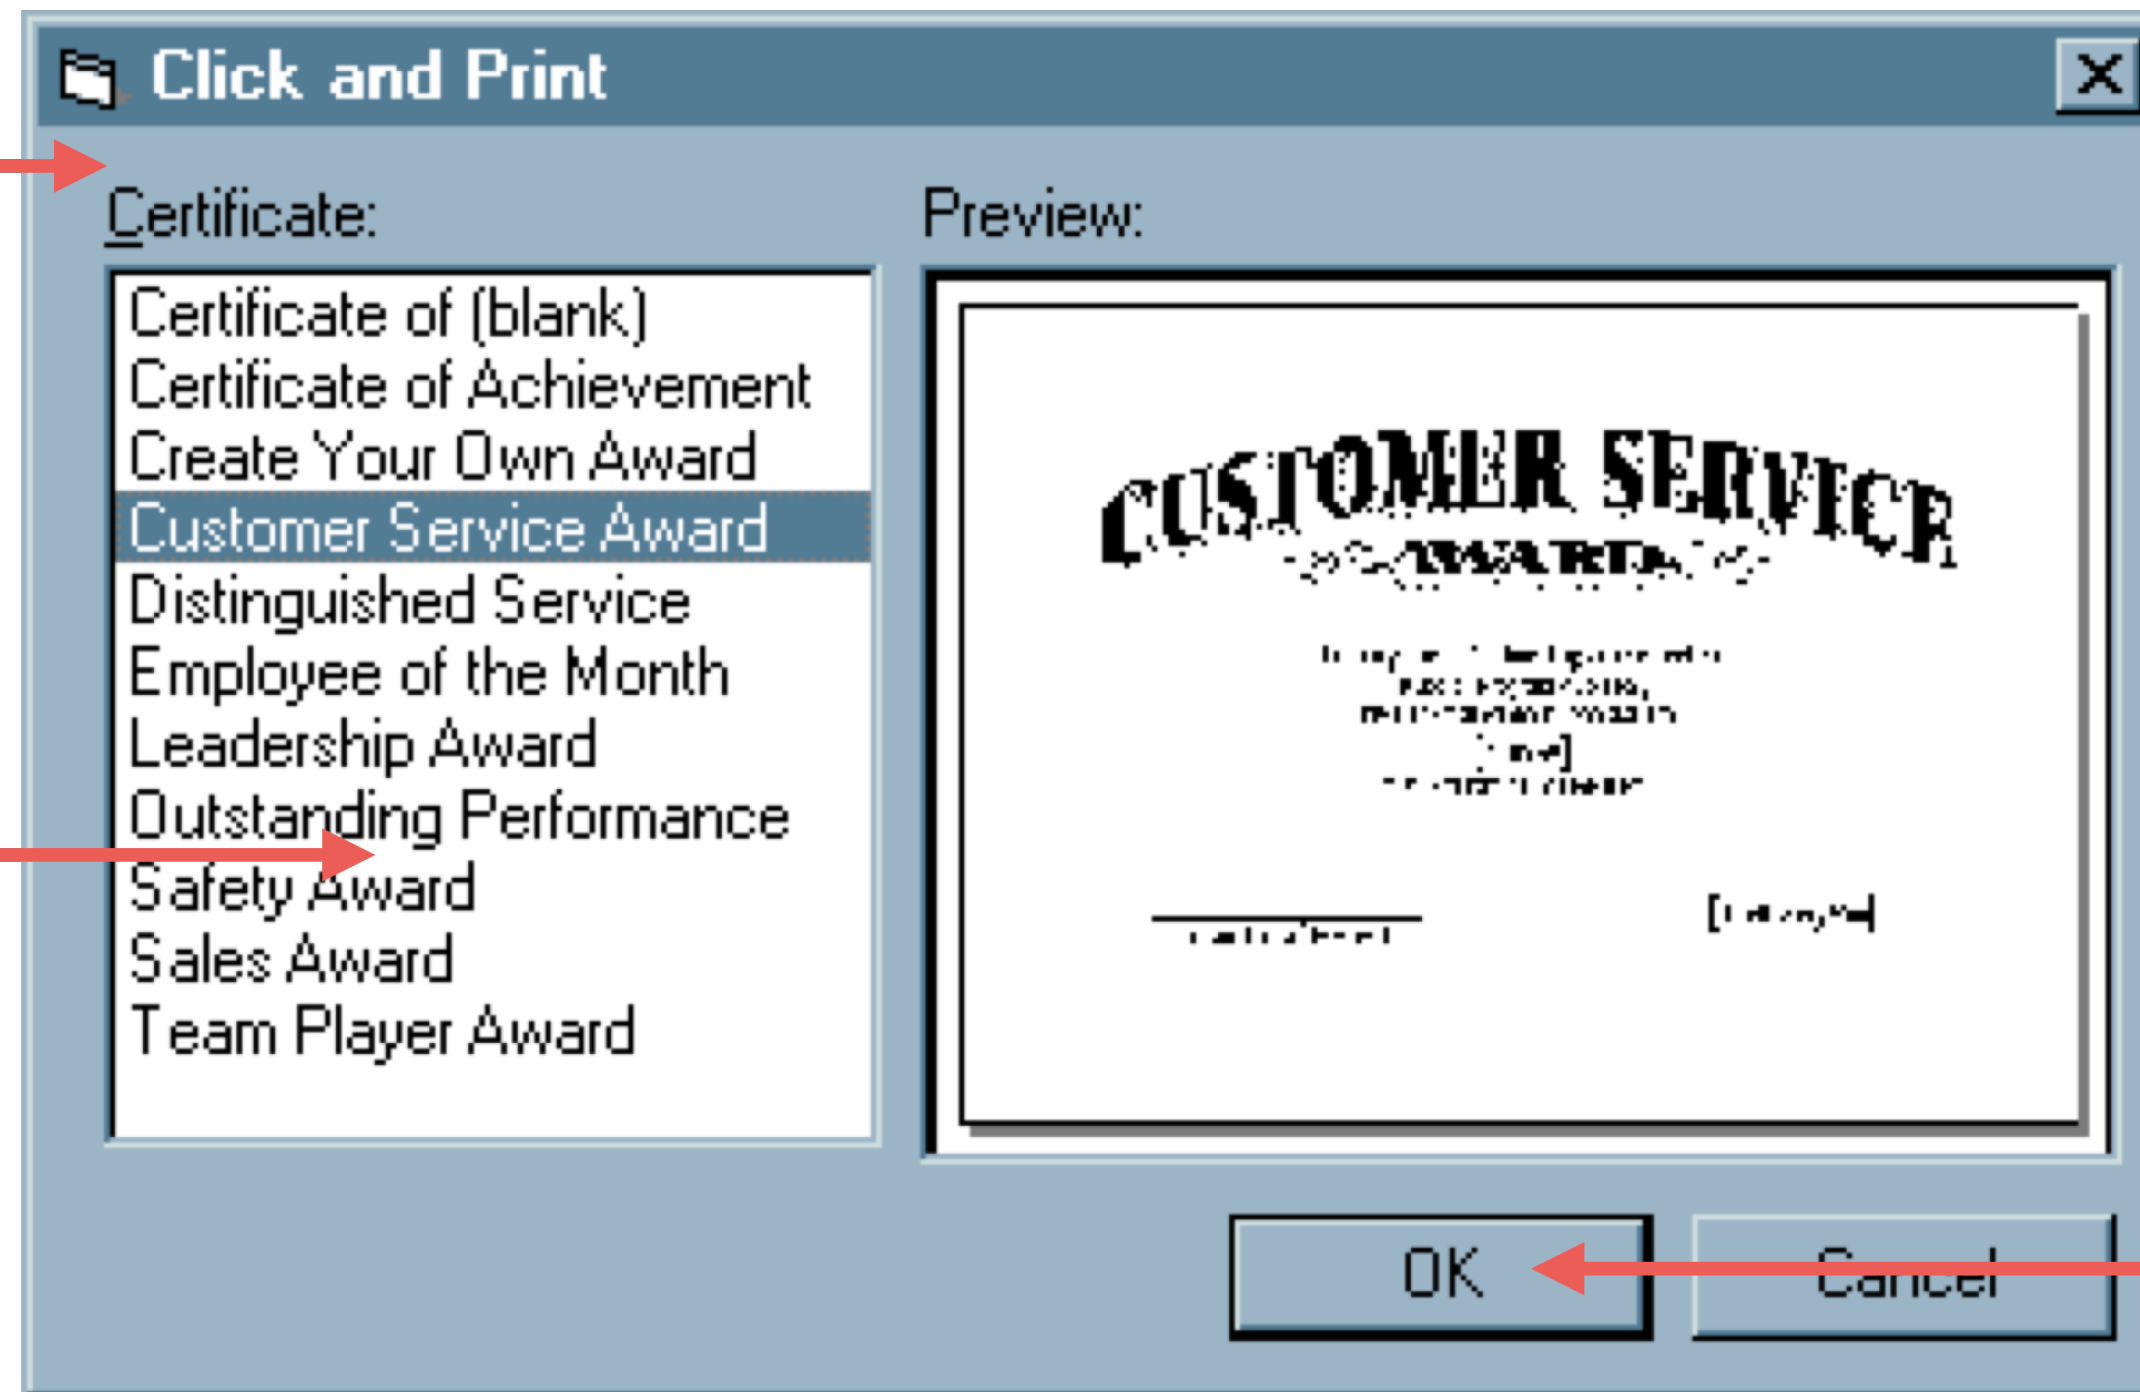 Click and Print
Certificate:
Certificate of (blank)
Certificate of Achievement
Create Your Own Award
Customer Service Award
Distinguished Service
Employee of the Month
Leadership Award
Outstanding Performance
Safety Award
Sales Award
Team Player Award
Preview:
CUSTOMER SERVICE
AWARD
OK
Cancel